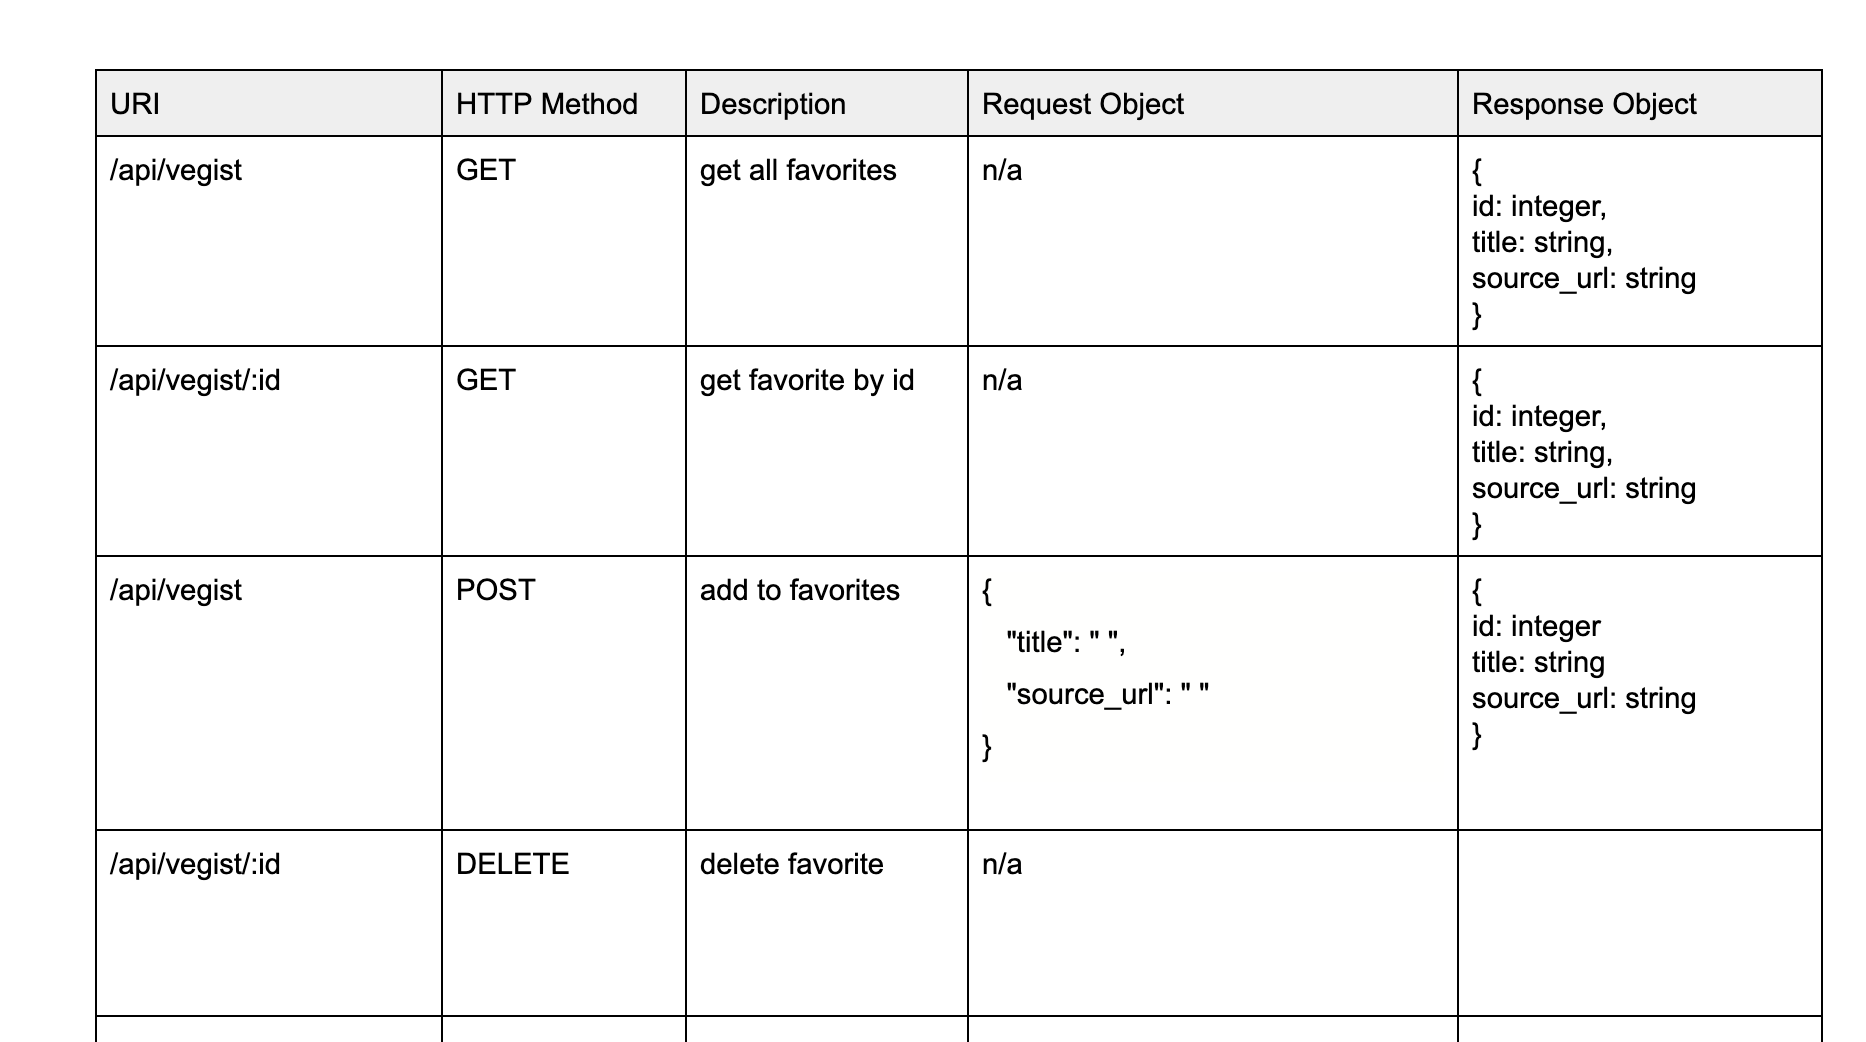 URI HTTP Method Description Request Object Response Object
/api/vegist GET get all favorites n/a {
id: integer,
title: string,
source_url: string
}
/api/vegist/:id GET get favorite by id n/a {
id: integer,
title: string,
source_url: string
}
/api/vegist POST add to favorites {
"title": " ",
"source_url": " "
}
{
id: integer
title: string
source_url: string
}
/api/vegist/:id DELETE delete favorite n/a